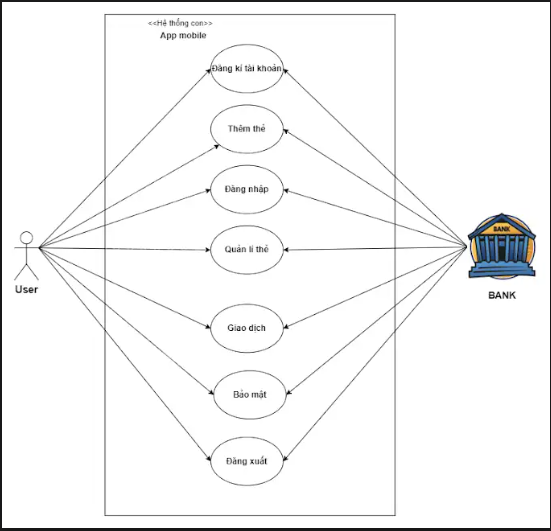 <<Hệ thống con>>
App mobile
Đăng kí tài khoản
Thêm thẻ
Đăng nhập
Quản lí thẻ
Giao dịch
Bảo mật
Đăng xuất
User
BANK
BANK